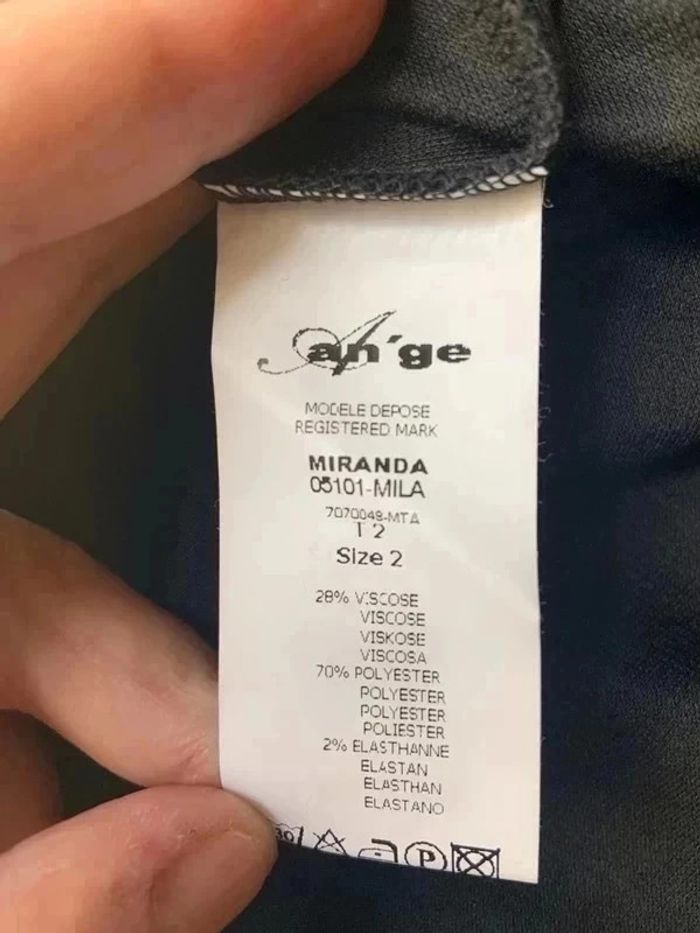 an'ge
MODELE DEPOSE
REGISTERED MARK
MIRANDA
05101-MILA
7070048-MTA
T 2
Size 2
28% VISCOSE
VISCOSE
VISKOSE
VISCOSA
70% POLYESTER
POLYESTER
POLYESTER
POLIESTER
2% ELASTHANNE
ELASTAN
ELASTHAN
ELASTANO
30
P